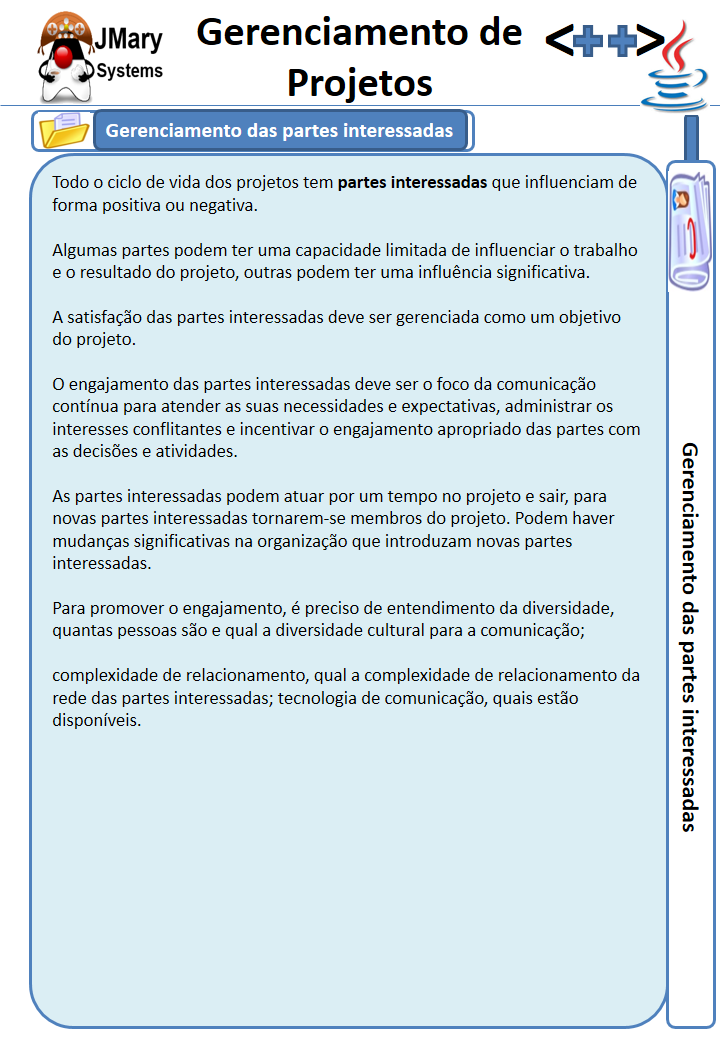 JMary
Systems
Gerenciamento de
Projetos
<++>
Gerenciamento das partes interessadas
Todo o ciclo de vida dos projetos tem partes interessadas que influenciam de
forma positiva ou negativa.
Algumas partes podem ter uma capacidade limitada de influenciar o trabalho
e o resultado do projeto, outras podem ter uma influência significativa.
A satisfação das partes interessadas deve ser gerenciada como um objetivo
do projeto.
O engajamento das partes interessadas deve ser o foco da comunicação
contínua para atender as suas necessidades e expectativas, administrar os
interesses conflitantes e incentivar o engajamento apropriado das partes com
as decisões e atividades.
As partes interessadas podem atuar por um tempo no projeto e sair, para
novas partes interessadas tornarem-se membros do projeto. Podem haver
mudanças significativas na organização que introduzam novas partes
interessadas.
Para promover o engajamento, é preciso de entendimento da diversidade,
quantas pessoas são e qual a diversidade cultural para a comunicação;
complexidade de relacionamento, qual a complexidade de relacionamento da
rede das partes interessadas; tecnologia de comunicação, quais estão
disponíveis.
Gerenciamento das partes interessadas